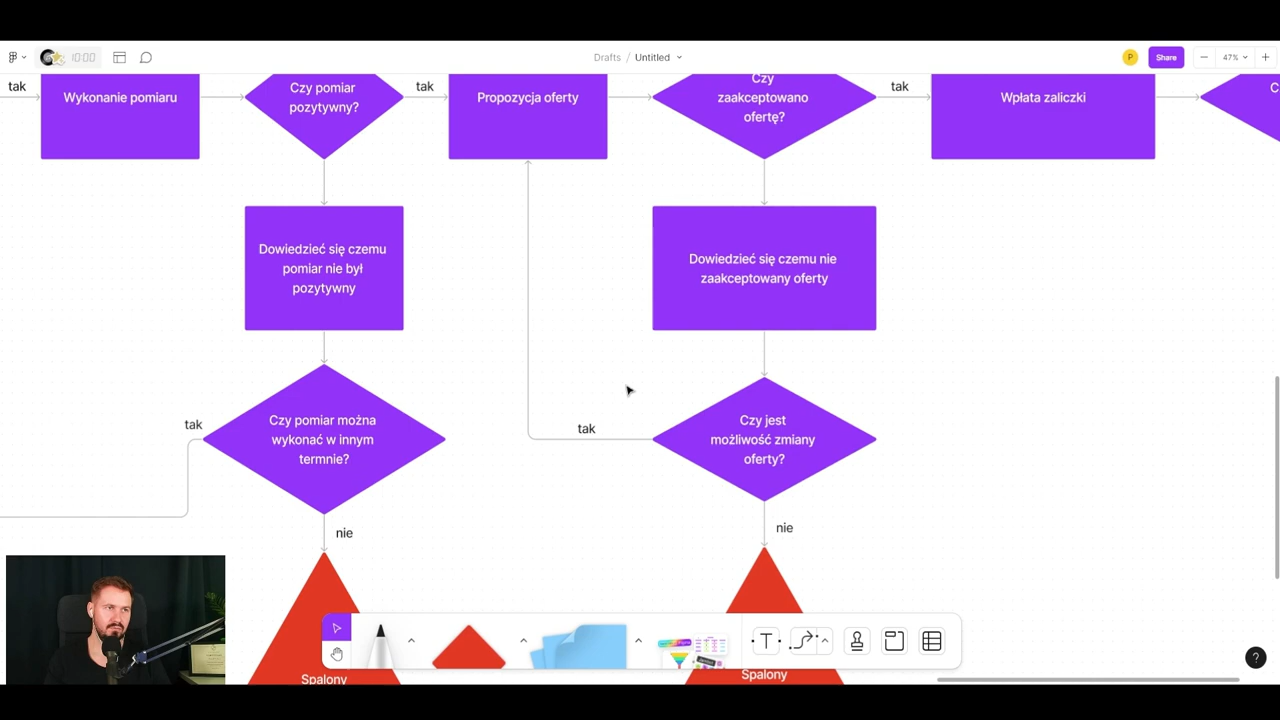 10:00
Drafts / Untitled
P
Share
47%
tak
Wykonanie pomiaru
Czy pomiar
pozytywny?
tak
Propozycja oferty
Czy
zaakceptowano
ofertę?
tak
Wpłata zaliczki
C
Dowiedzieć się czemu
pomiar nie był
pozytywny
Dowiedzieć się czemu nie
zaakceptowany oferty
tak
Czy pomiar można
wykonać w innym
termnie?
tak
Czy jest
możliwość zmiany
oferty?
nie
nie
Spalony
Spalony
T
?